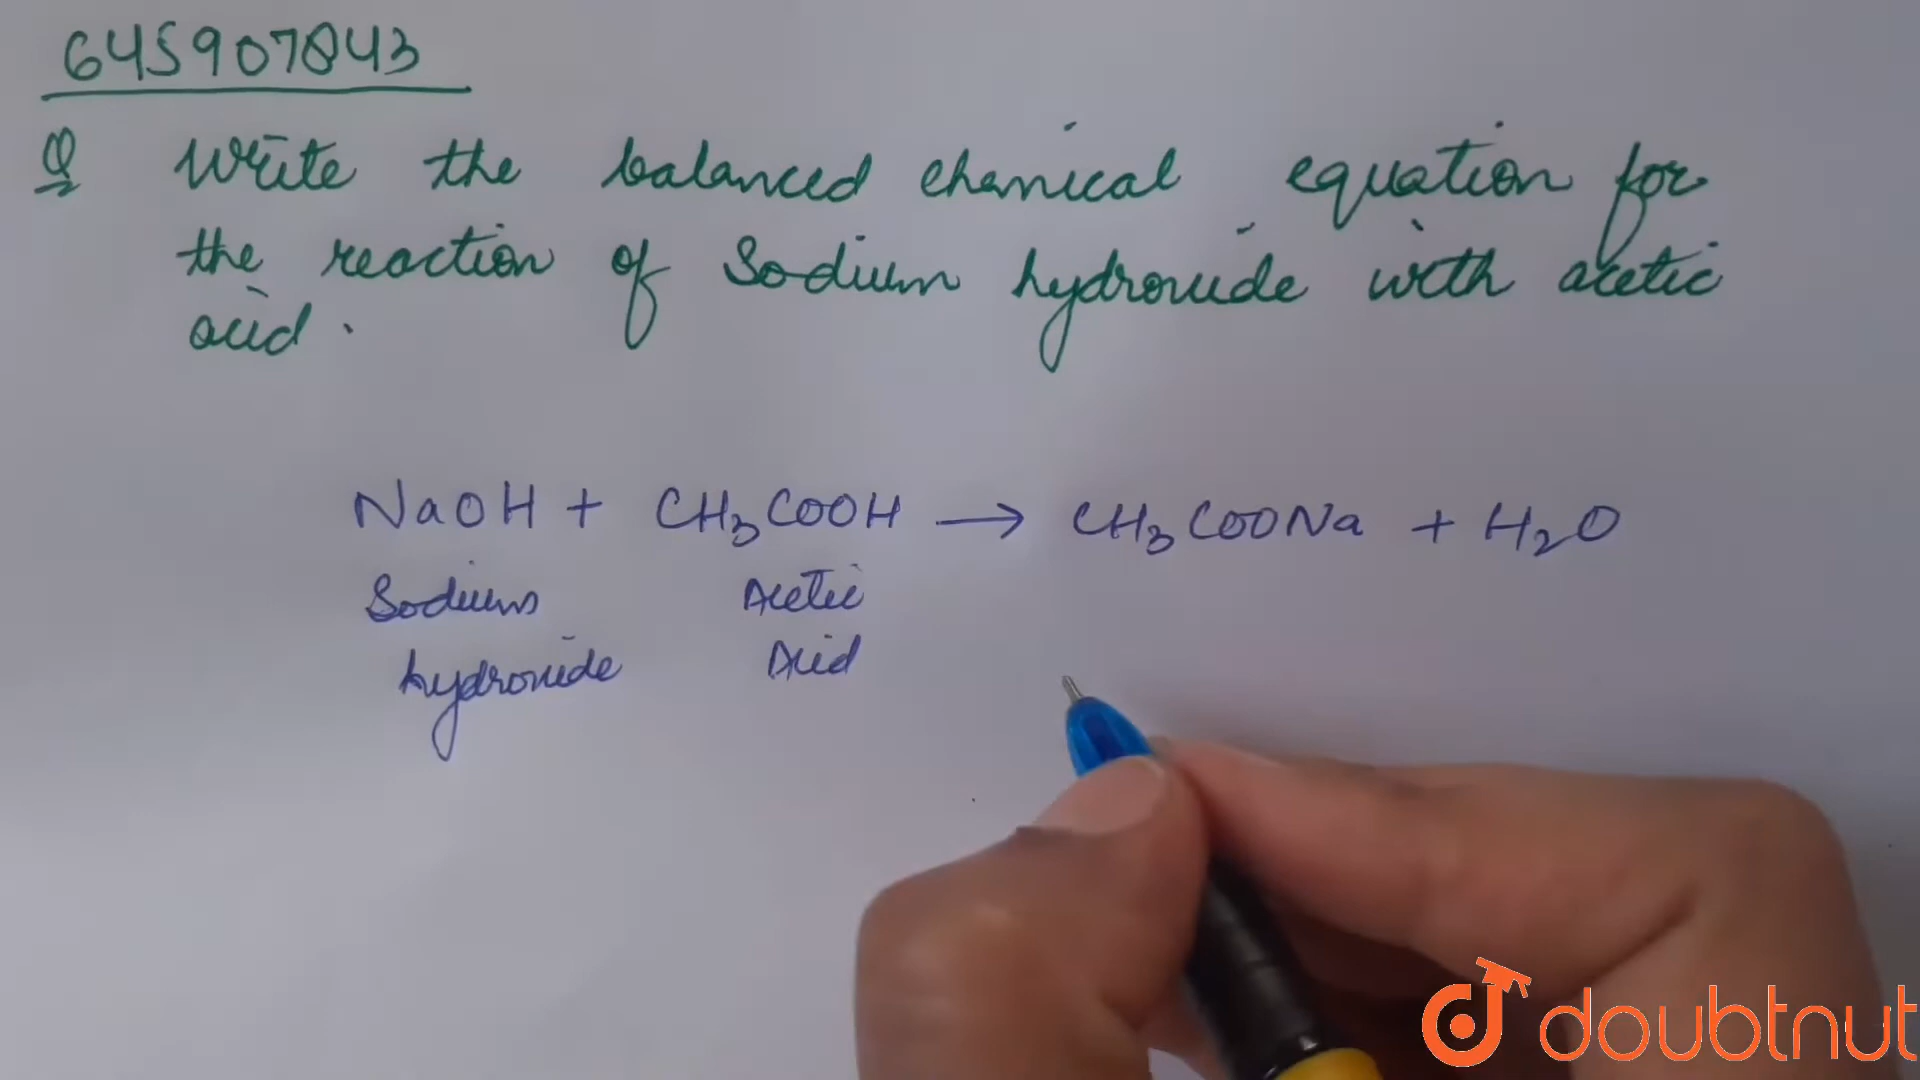 645907843
Q Write the balanced chemical equation for
the reaction of Sodium hydroxide with acetic
acid.
NaOH + CH₃COOH → CH₃COONa + H₂O
Sodium Acetic
hydroxide Acid
doubtnut